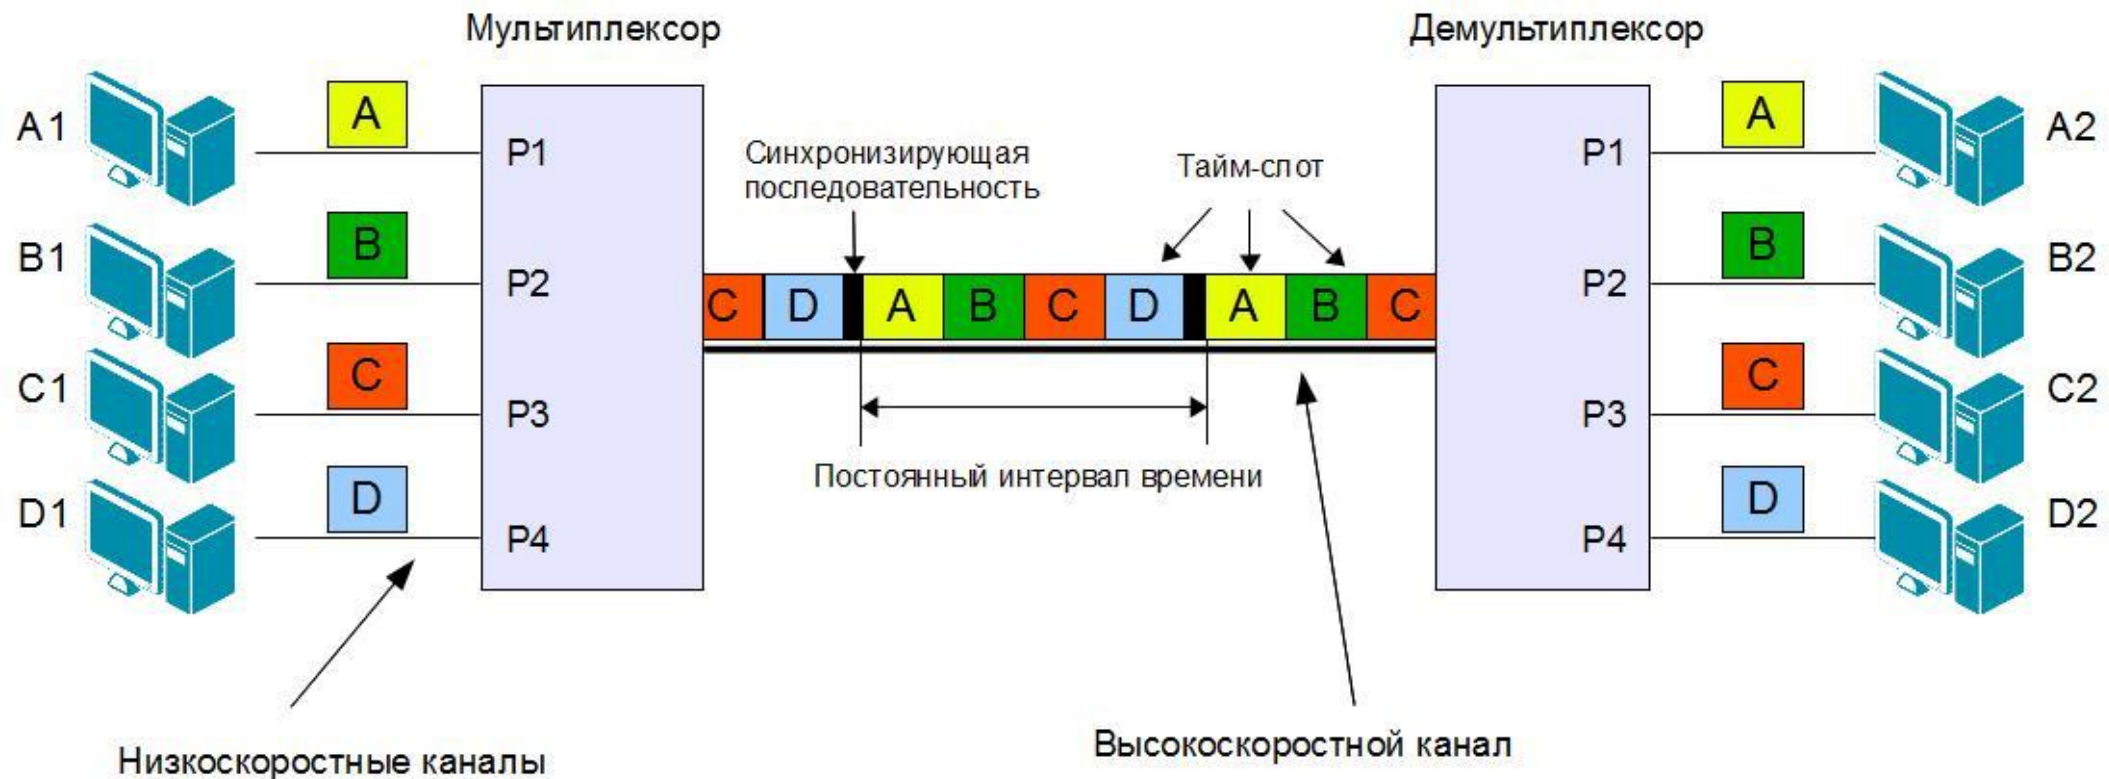 Мультиплексор
Демультиплексор
A1
A
P1
B1
B
P2
C1
C
P3
D1
D
P4
Синхронизирующая
последовательность
Тайм-слот
C D A B C D A B C
Постоянный интервал времени
P1
A
A2
P2
B
B2
P3
C
C2
P4
D
D2
Низкоскоростные каналы
Высокоскоростной канал